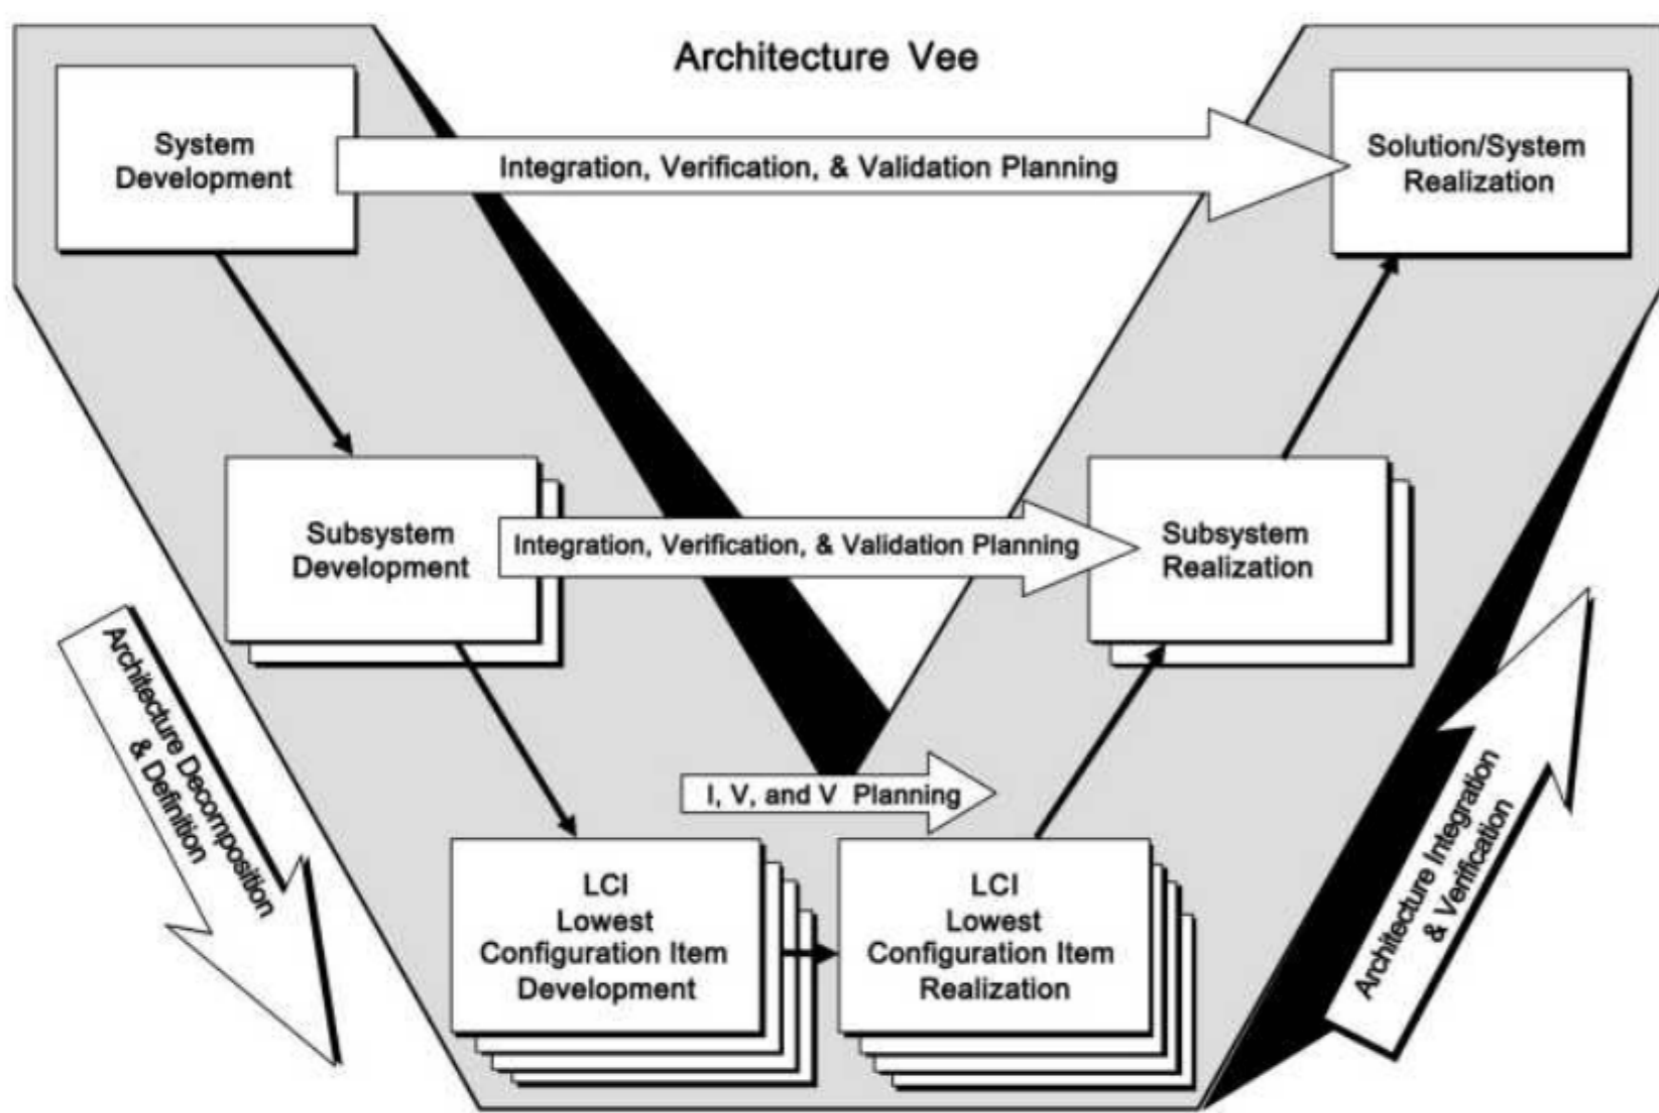 Architecture Vee
System
Development
Integration, Verification, & Validation Planning
Solution/System
Realization
Subsystem
Development
Integration, Verification, & Validation Planning
Subsystem
Realization
Architecture Decomposition
& Definition
I, V, and V Planning
Architecture Integration
& Verification
LCI
Lowest
Configuration Item
Development
LCI
Lowest
Configuration Item
Realization